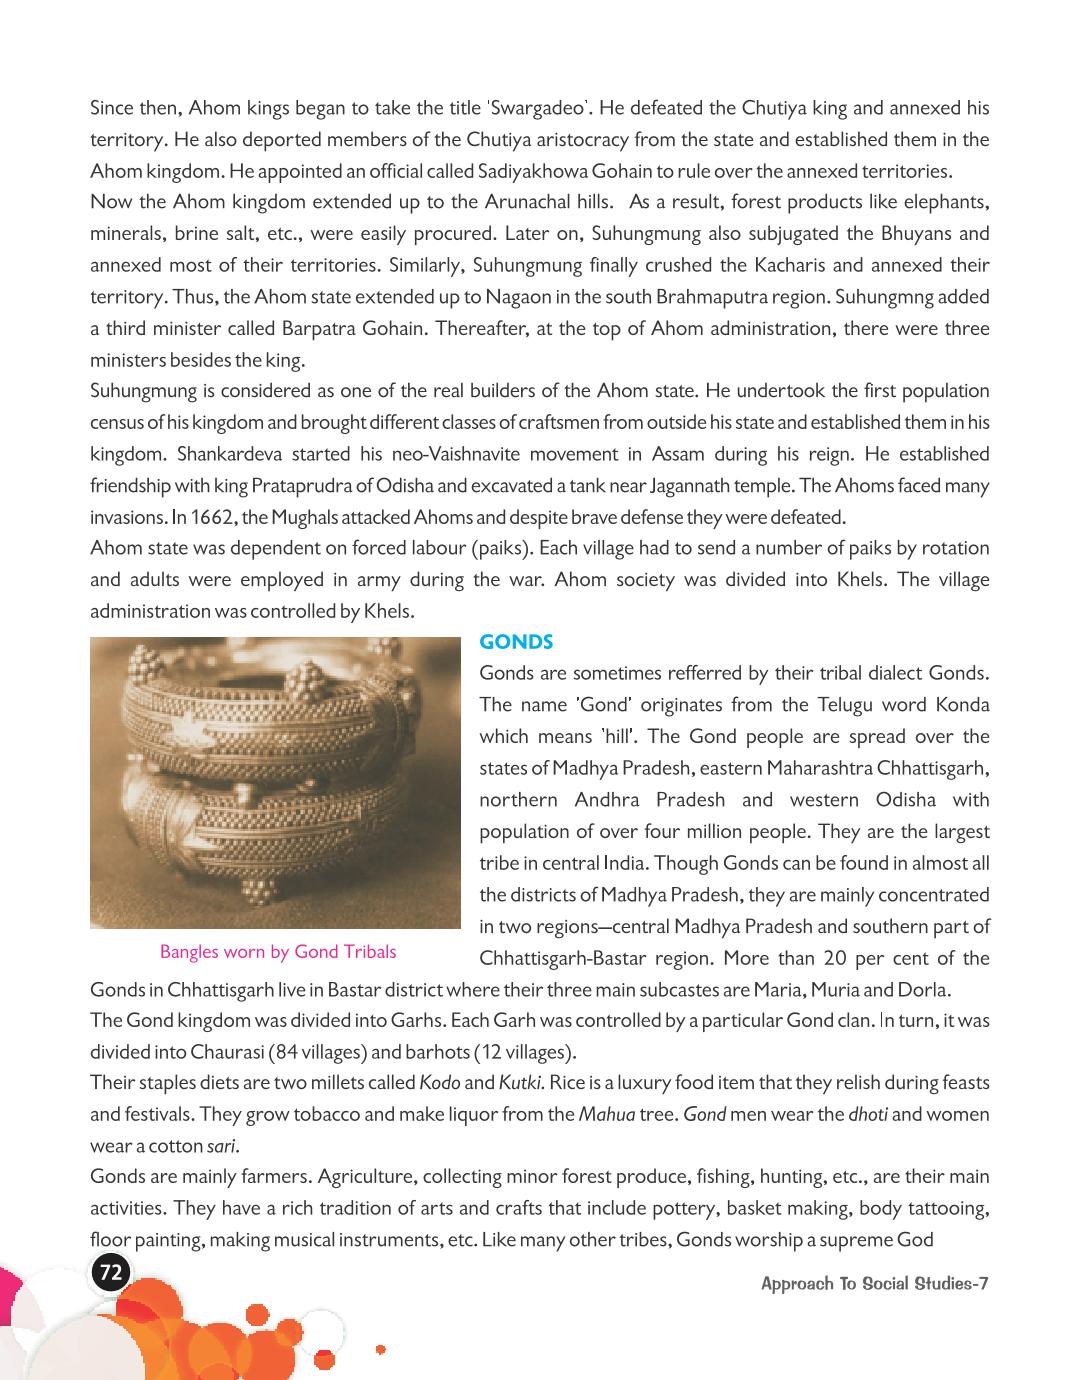 Since then, Ahom kings began to take the title 'Swargadeo'. He defeated the Chutiya king and annexed his
territory. He also deported members of the Chutiya aristocracy from the state and established them in the
Ahom kingdom. He appointed an official called Sadiyakhowa Gohain to rule over the annexed territories.
Now the Ahom kingdom extended up to the Arunachal hills. As a result, forest products like elephants,
minerals, brine salt, etc., were easily procured. Later on, Suhungmung also subjugated the Bhuyans and
annexed most of their territories. Similarly, Suhungmung finally crushed the Kacharis and annexed their
territory. Thus, the Ahom state extended up to Nagaon in the south Brahmaputra region. Suhungmng added
a third minister called Barpatra Gohain. Thereafter, at the top of Ahom administration, there were three
ministers besides the king.
Suhungmung is considered as one of the real builders of the Ahom state. He undertook the first population
census of his kingdom and brought different classes of craftsmen from outside his state and established them in his
kingdom. Shankardeva started his neo-Vaishnavite movement in Assam during his reign. He established
friendship with king Prataprudra of Odisha and excavated a tank near Jagannath temple. The Ahoms faced many
invasions. In 1662, the Mughals attacked Ahoms and despite brave defense they were defeated.
Ahom state was dependent on forced labour (paiks). Each village had to send a number of paiks by rotation
and adults were employed in army during the war. Ahom society was divided into Khels. The village
administration was controlled by Khels.
GONDS
Gonds are sometimes refferred by their tribal dialect Gonds.
The name 'Gond' originates from the Telugu word Konda
which means 'hill'. The Gond people are spread over the
states of Madhya Pradesh, eastern Maharashtra Chhattisgarh,
northern Andhra Pradesh and western Odisha with
population of over four million people. They are the largest
tribe in central India. Though Gonds can be found in almost all
the districts of Madhya Pradesh, they are mainly concentrated
in two regions—central Madhya Pradesh and southern part of
Chhattisgarh-Bastar region. More than 20 per cent of the
Bangles worn by Gond Tribals
Gonds in Chhattisgarh live in Bastar district where their three main subcastes are Maria, Muria and Dorla.
The Gond kingdom was divided into Garhs. Each Garh was controlled by a particular Gond clan. In turn, it was
divided into Chaurasi (84 villages) and barhots (12 villages).
Their staples diets are two millets called Kodo and Kutki. Rice is a luxury food item that they relish during feasts
and festivals. They grow tobacco and make liquor from the Mahua tree. Gond men wear the dhoti and women
wear a cotton sari.
Gonds are mainly farmers. Agriculture, collecting minor forest produce, fishing, hunting, etc., are their main
activities. They have a rich tradition of arts and crafts that include pottery, basket making, body tattooing,
floor painting, making musical instruments, etc. Like many other tribes, Gonds worship a supreme God
72
Approach To Social Studies-7